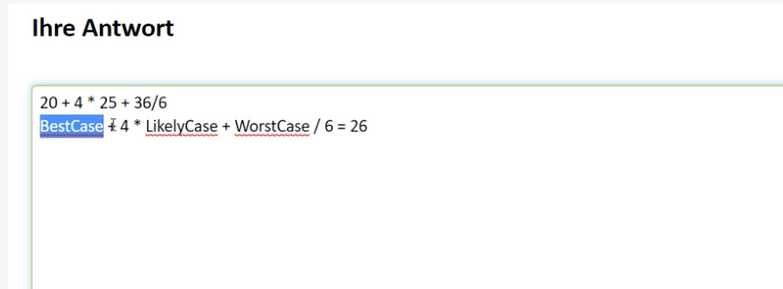 Ihre Antwort
20 + 4 * 25 + 36/6
BestCase + 4 * LikelyCase + WorstCase / 6 = 26